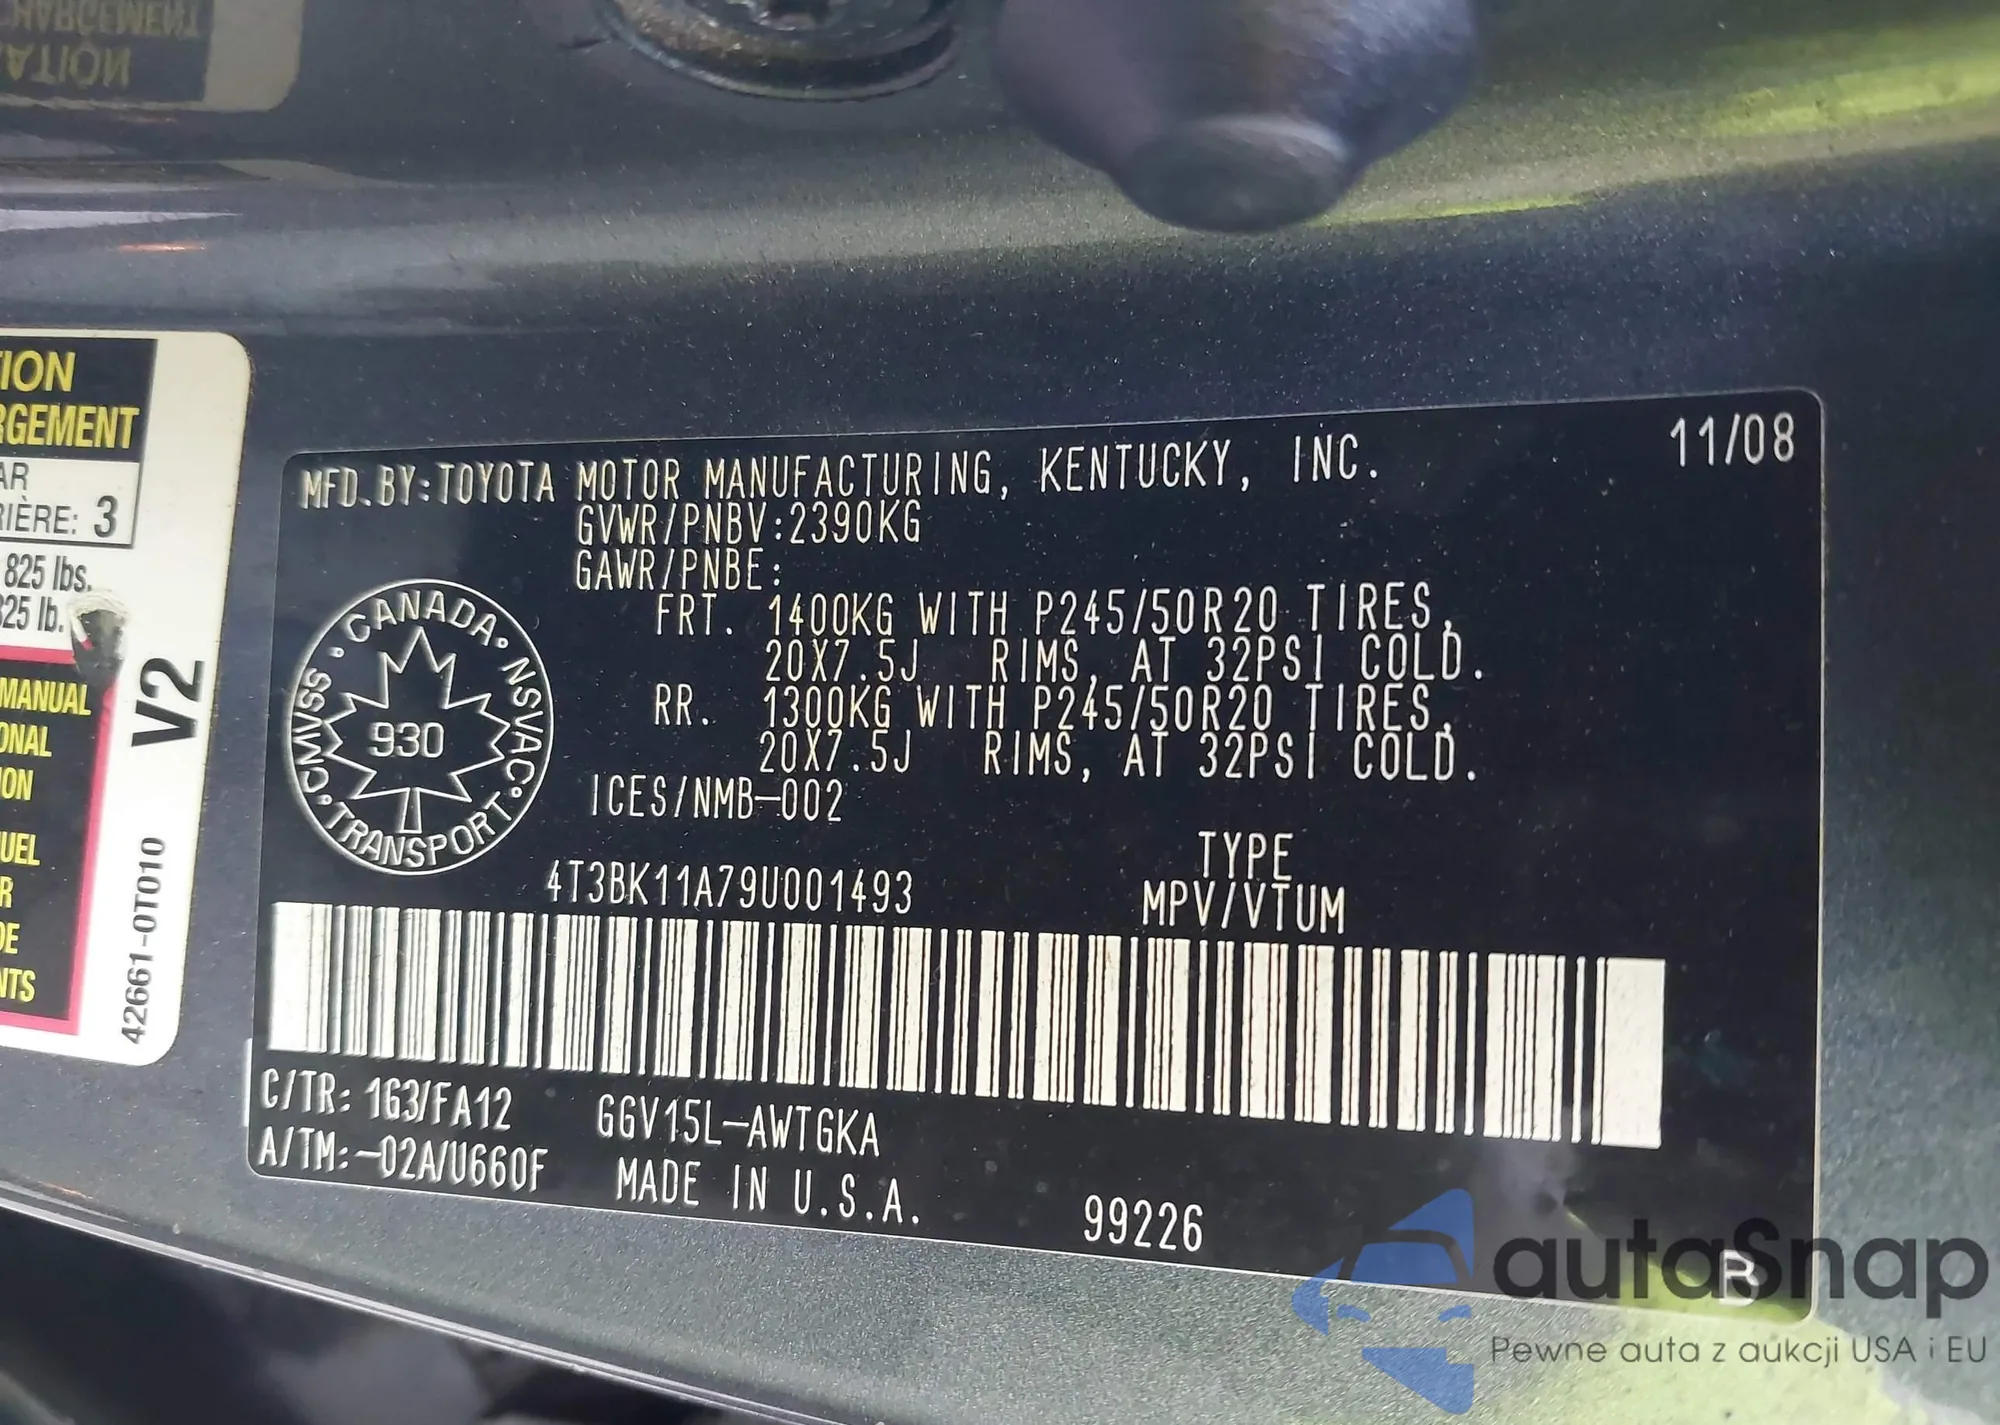 HARGEMENT
ATION
TION
RGEMENT
AR
RIÈRE: 3
825 lbs.
825 lb.
MANUAL
ONAL
ION
UEL
R
DE
NTS
V2
42661-0T010
11/08
MFD.BY:TOYOTA MOTOR MANUFACTURING, KENTUCKY, INC.
GVWR/PNBV:2390KG
GAWR/PNBE:
FRT. 1400KG WITH P245/50R20 TIRES,
20X7.5J RIMS, AT 32PSI COLD.
RR. 1300KG WITH P245/50R20 TIRES,
20X7.5J RIMS, AT 32PSI COLD.
ICES/NMB-002
CANADA · NSVAC · TRANSPORT · CMVSS ·
930
4T3BK11A79U001493
TYPE
MPV/VTUM
C/TR: 163/FA12 GGV15L-AWTGKA
A/TM:-02A/U660F MADE IN U.S.A. 99226
B
autoSnap
Pewne auta z aukcji USA i EU